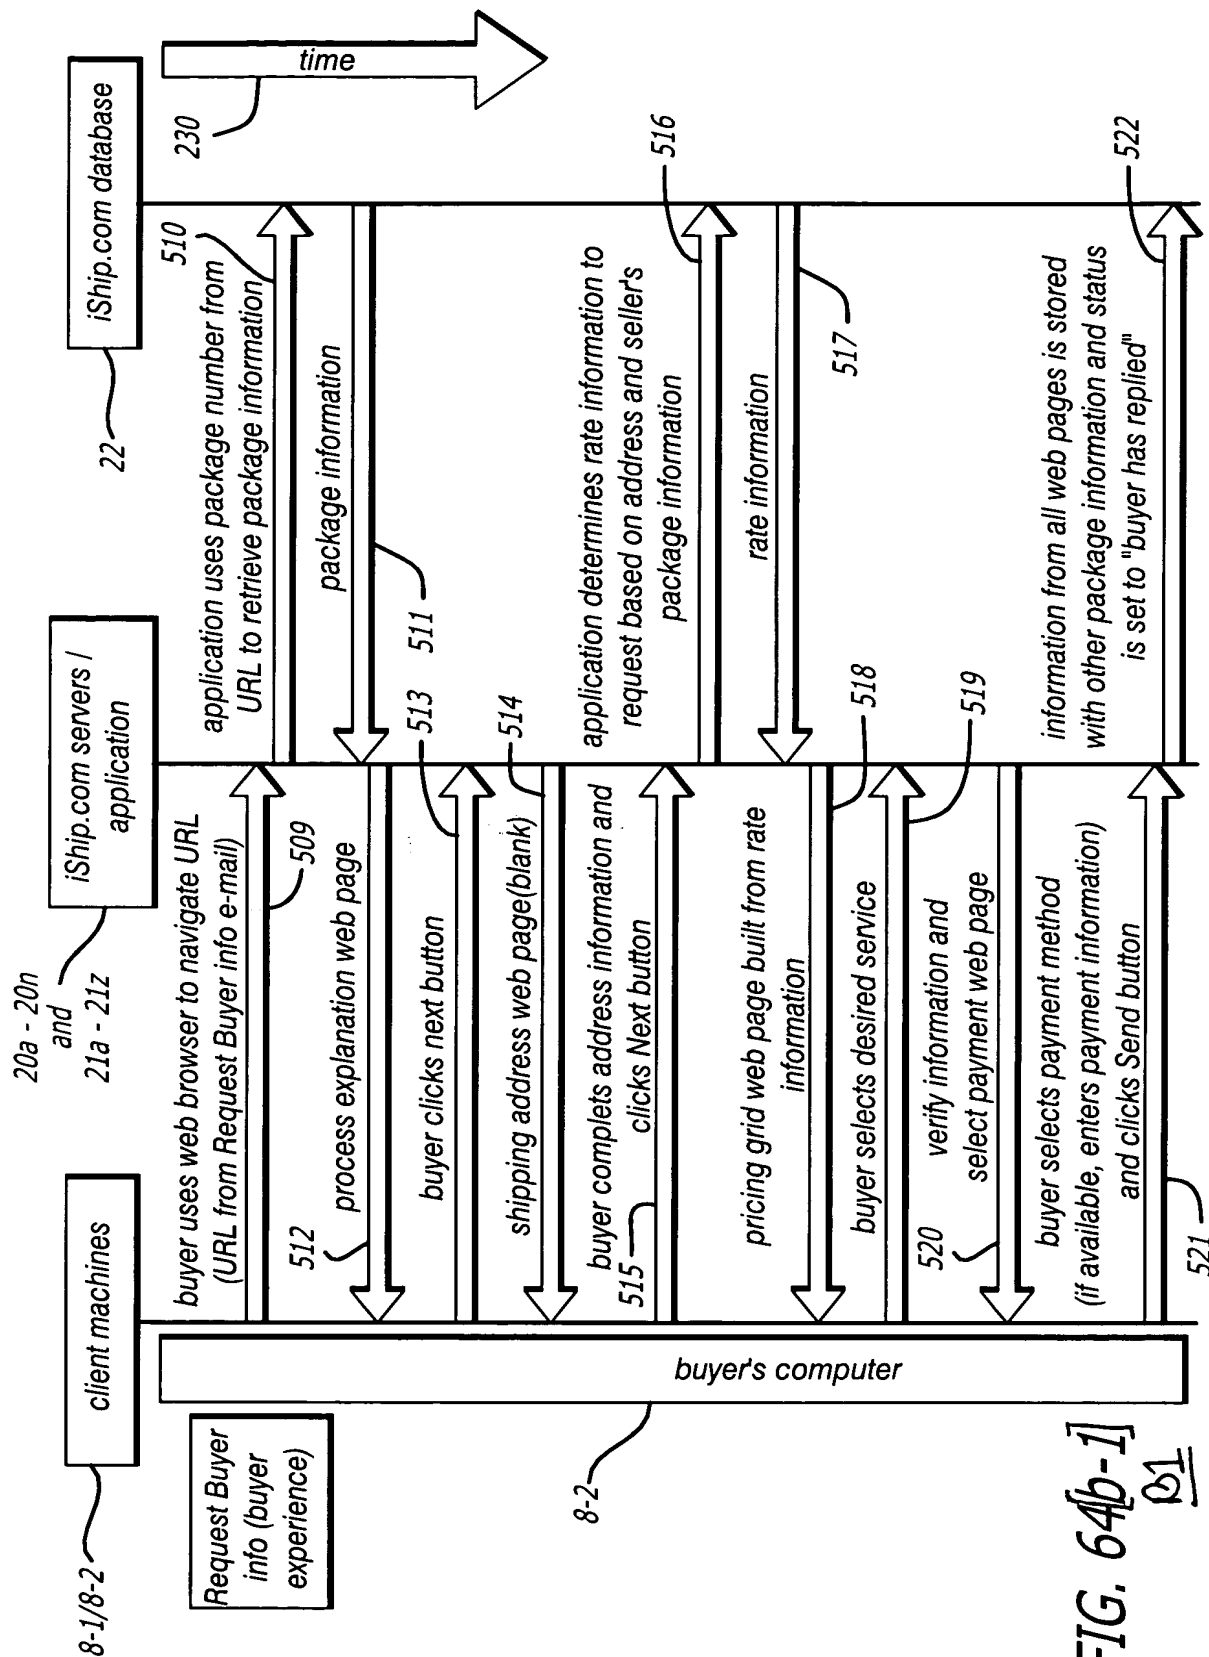 8-1/8-2
client machines
20a - 20n
and
21a - 21z
iShip.com servers /
application
22
iShip.com database
230
time
Request Buyer
info (buyer
experience)
8-2
buyer's computer
buyer uses web browser to navigate URL
(URL from Request Buyer info e-mail)
509
510
application uses package number from
URL to retrieve package information
package information
511
512
process explanation web page
513
buyer clicks next button
514
shipping address web page(blank)
buyer complets address information and
clicks Next button
515
516
application determines rate information to
request based on address and seller's
package information
rate information
517
pricing grid web page built from rate
information
518
buyer selects desired service
519
verify information and
select payment web page
520
buyer selects payment method
(if available, enters payment information)
and clicks Send button
521
information from all web pages is stored
with other package information and status
is set to "buyer has replied"
522
FIG. 64[b-1]
B1